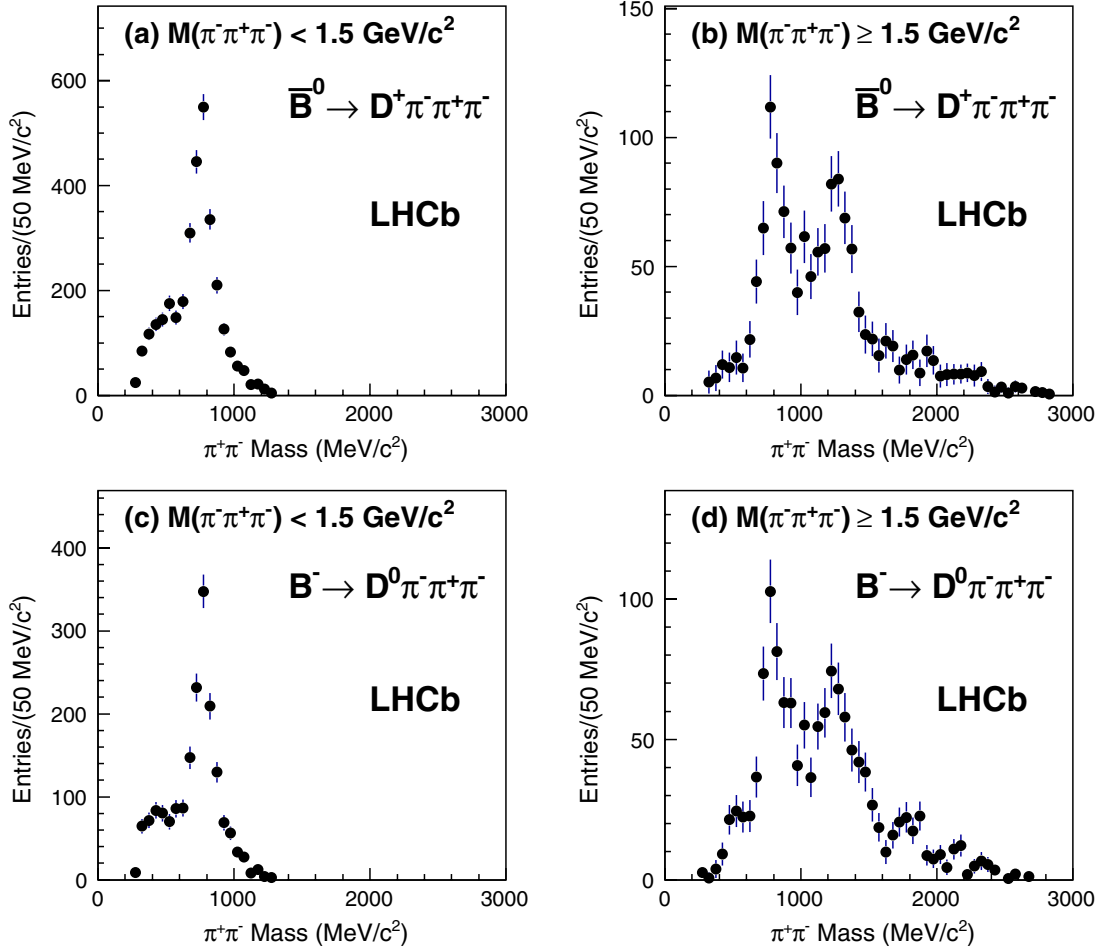 (a) M(π⁻π⁺π⁻) < 1.5 GeV/c²
B̅⁰ → D⁺π⁻π⁺π⁻
LHCb
Entries/(50 MeV/c²)
600
400
200
0
0 1000 2000 3000
π⁺π⁻ Mass (MeV/c²)
(b) M(π⁻π⁺π⁻) ≥ 1.5 GeV/c²
B̅⁰ → D⁺π⁻π⁺π⁻
LHCb
Entries/(50 MeV/c²)
150
100
50
0
0 1000 2000 3000
π⁺π⁻ Mass (MeV/c²)
(c) M(π⁻π⁺π⁻) < 1.5 GeV/c²
B⁻ → D⁰π⁻π⁺π⁻
LHCb
Entries/(50 MeV/c²)
400
300
200
100
0
0 1000 2000 3000
π⁺π⁻ Mass (MeV/c²)
(d) M(π⁻π⁺π⁻) ≥ 1.5 GeV/c²
B⁻ → D⁰π⁻π⁺π⁻
LHCb
Entries/(50 MeV/c²)
100
50
0
0 1000 2000 3000
π⁺π⁻ Mass (MeV/c²)